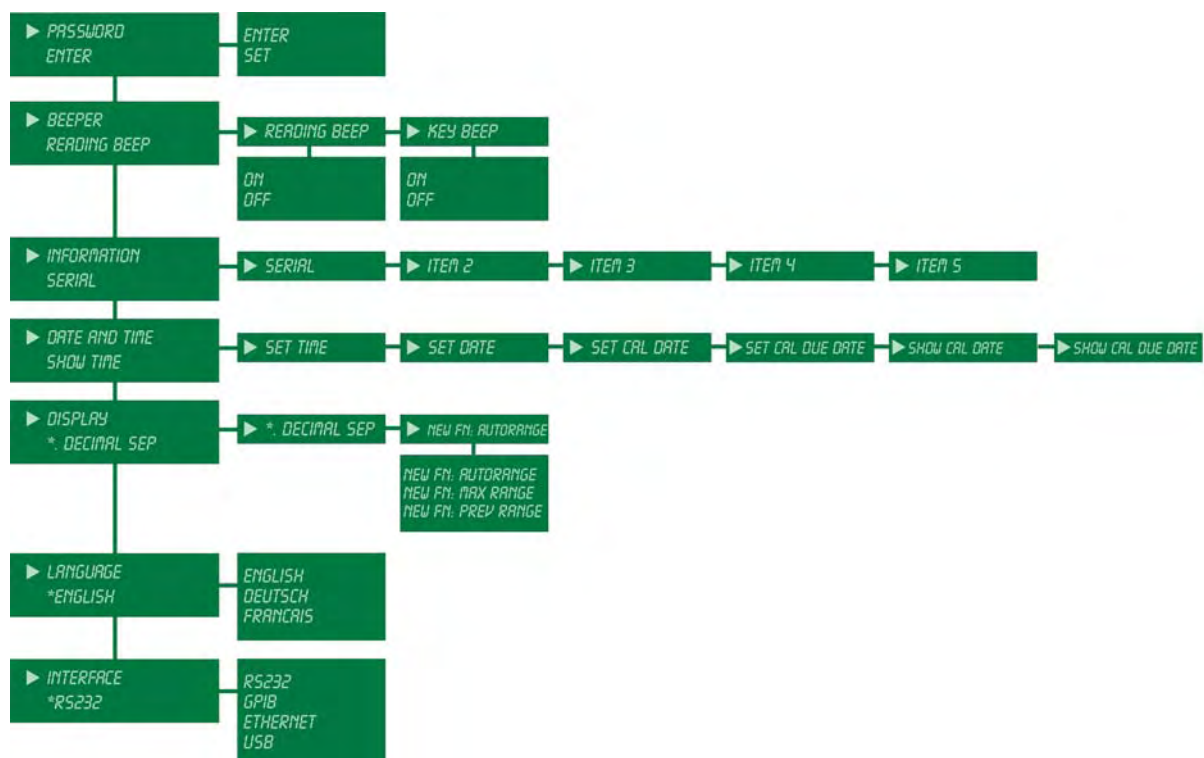 ▶ PASSWORD
ENTER
ENTER
SET
▶ BEEPER
READING BEEP
▶ READING BEEP
ON
OFF
▶ KEY BEEP
ON
OFF
▶ INFORMATION
SERIAL
▶ SERIAL
▶ ITEM 2
▶ ITEM 3
▶ ITEM 4
▶ ITEM 5
▶ DATE AND TIME
SHOW TIME
▶ SET TIME
▶ SET DATE
▶ SET CAL DATE
▶ SET CAL DUE DATE
▶ SHOW CAL DATE
▶ SHOW CAL DUE DATE
▶ DISPLAY
*. DECIMAL SEP
▶ *. DECIMAL SEP
▶ NEW FN: AUTORANGE
NEW FN: AUTORANGE
NEW FN: MAX RANGE
NEW FN: PREV RANGE
▶ LANGUAGE
*ENGLISH
ENGLISH
DEUTSCH
FRANCAIS
▶ INTERFACE
*RS232
RS232
GPIB
ETHERNET
USB